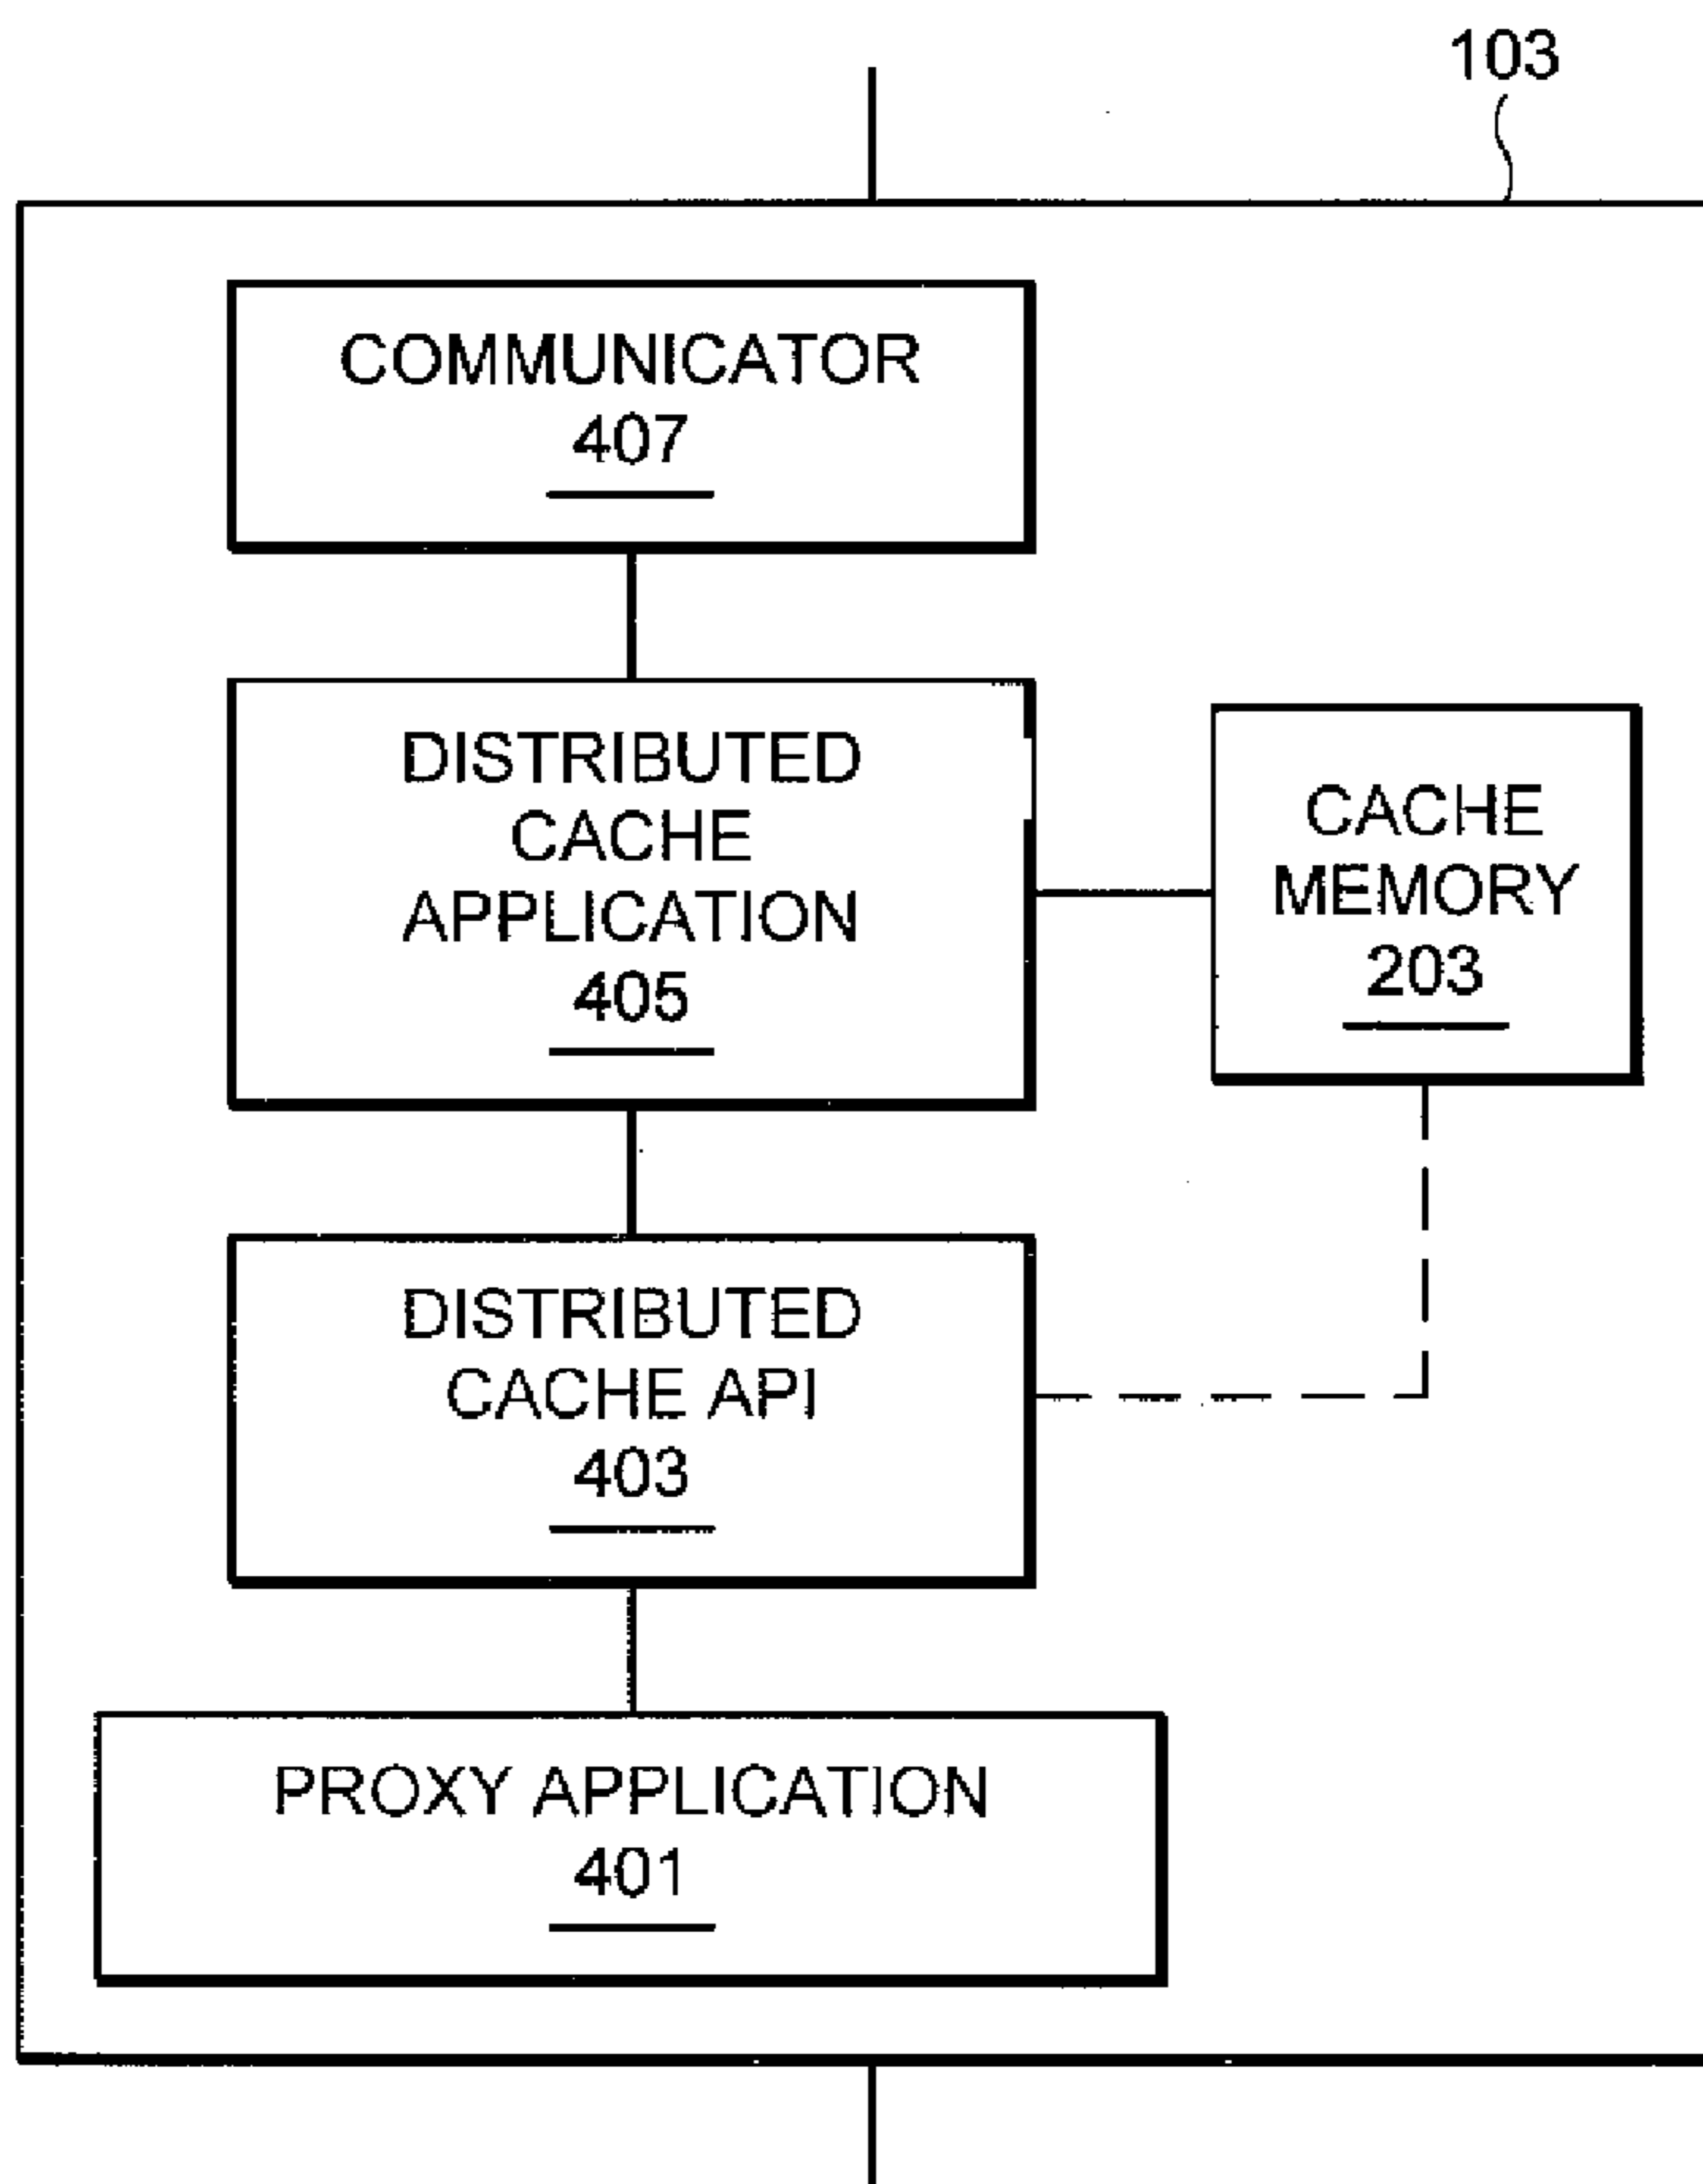 103
COMMUNICATOR
407
DISTRIBUTED
CACHE
APPLICATION
405
CACHE
MEMORY
203
DISTRIBUTED
CACHE API
403
PROXY APPLICATION
401